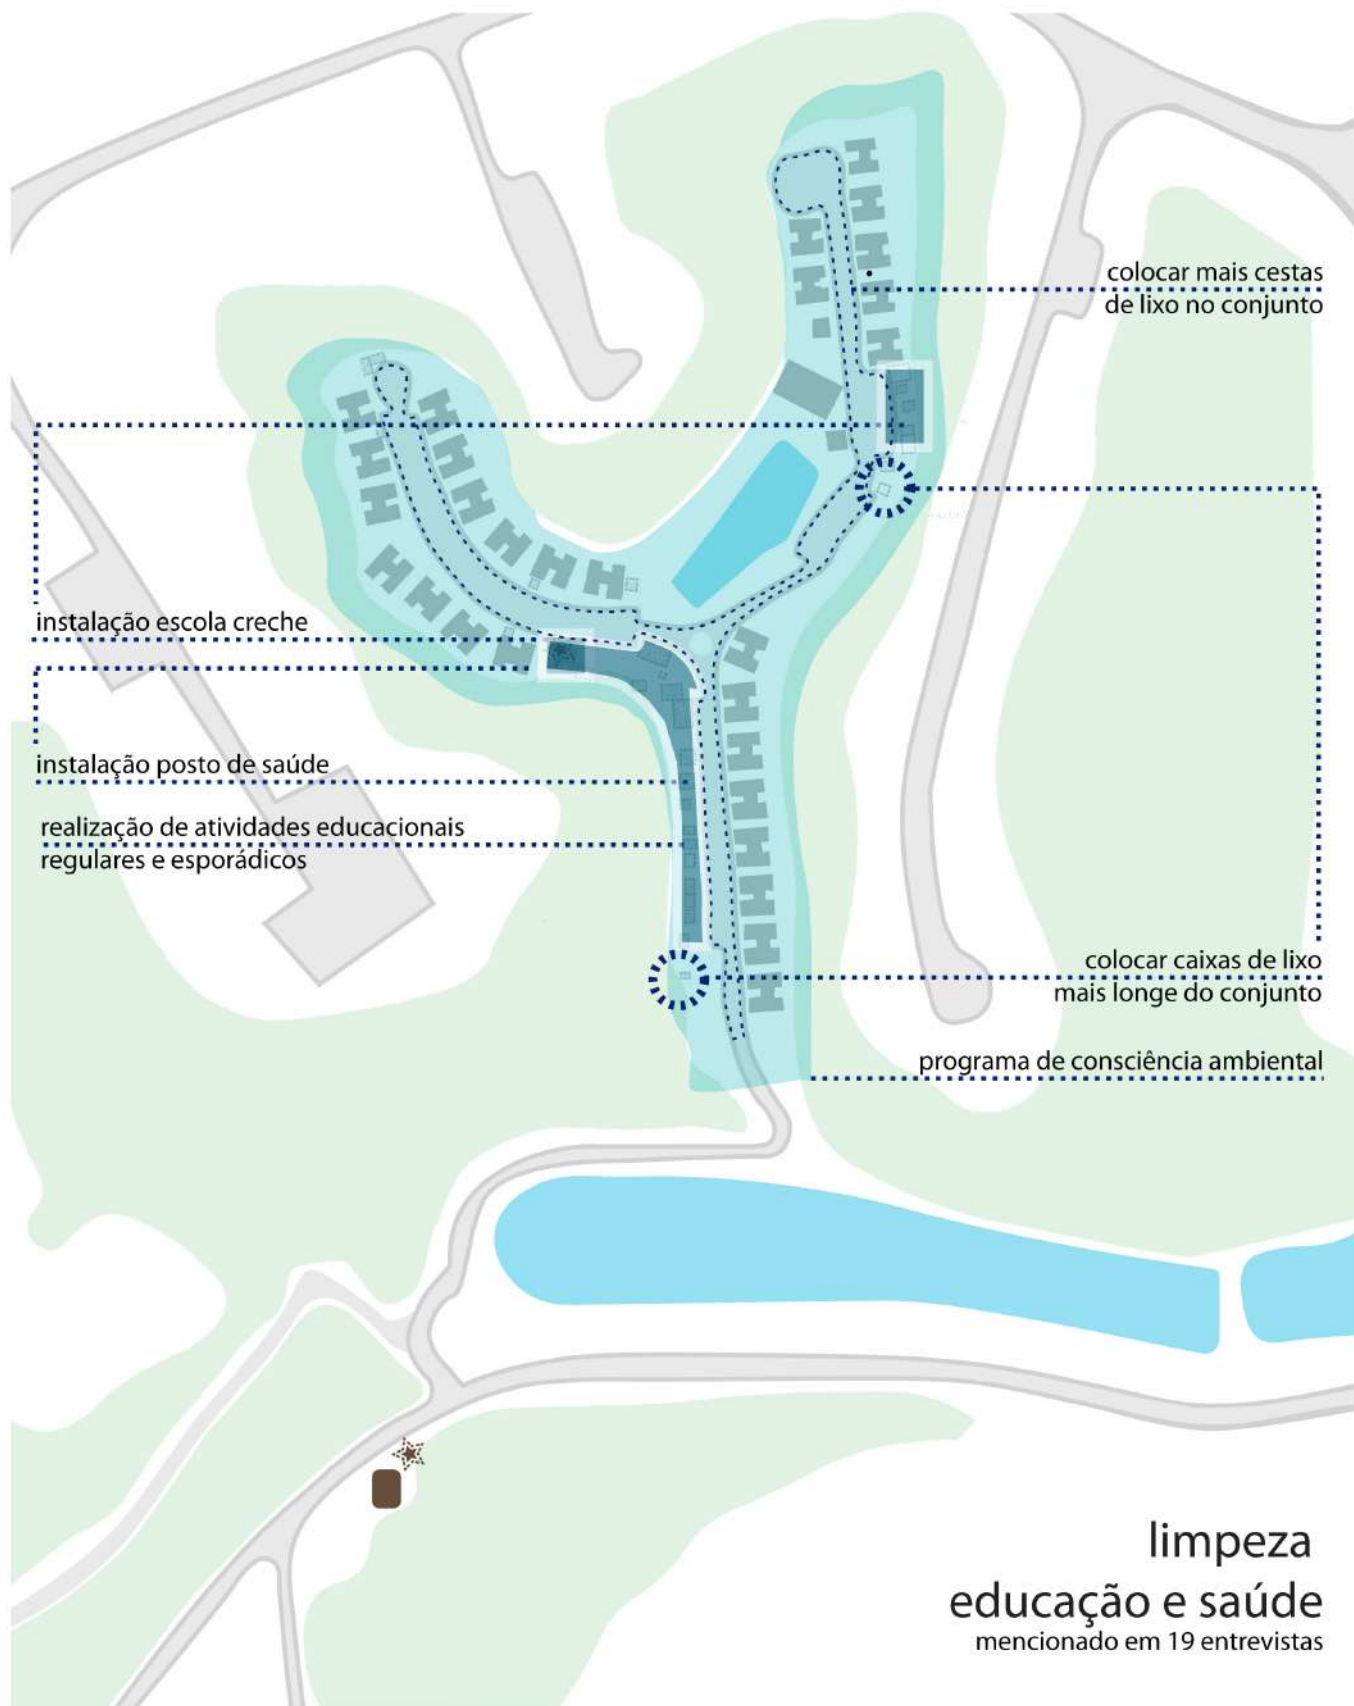 colocar mais cestas
de lixo no conjunto
instalação escola creche
instalação posto de saúde
realização de atividades educacionais
regulares e esporádicos
colocar caixas de lixo
mais longe do conjunto
programa de consciência ambiental
limpeza
educação e saúde
mencionado em 19 entrevistas